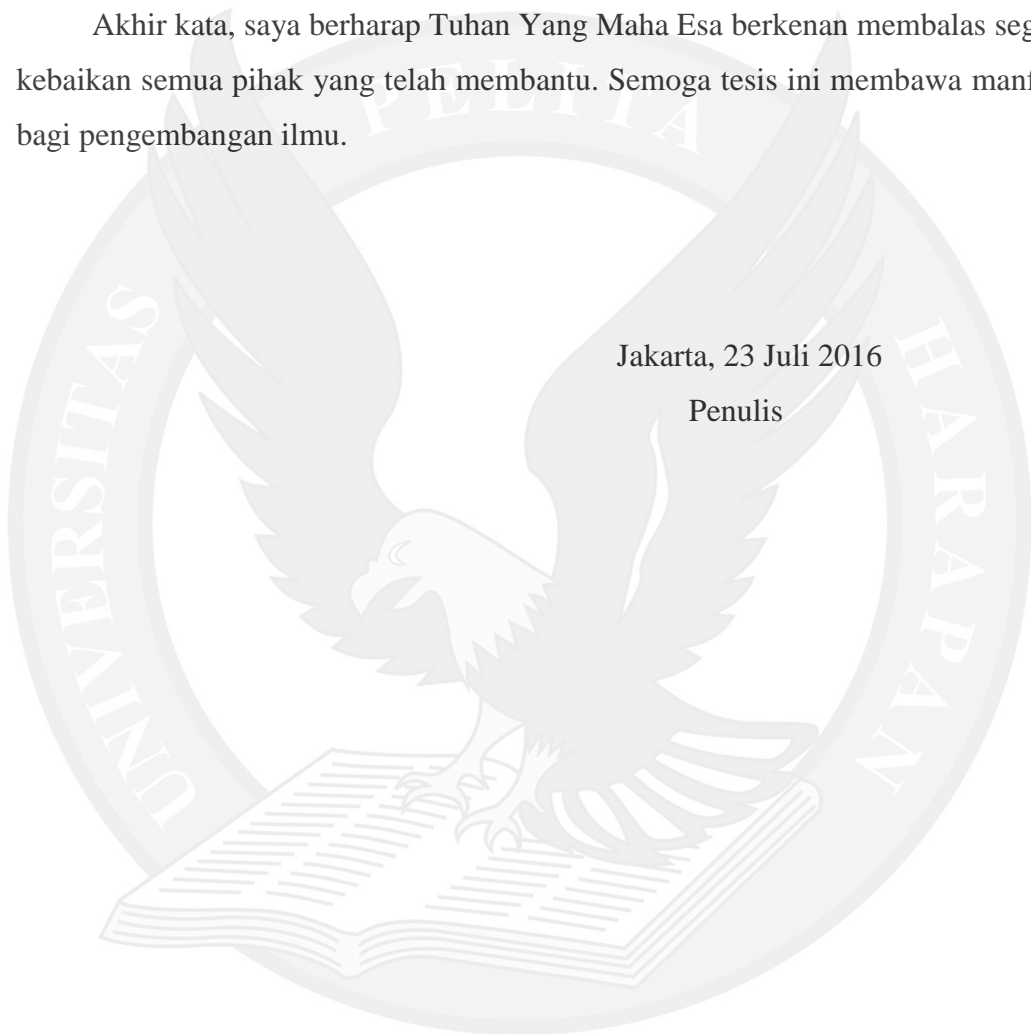 Akhir kata, saya berharap Tuhan Yang Maha Esa berkenan membalas seg
kebaikan semua pihak yang telah membantu. Semoga tesis ini membawa manf
bagi pengembangan ilmu.
Jakarta, 23 Juli 2016
Penulis
UNIVERSITAS PELITA HARAPAN